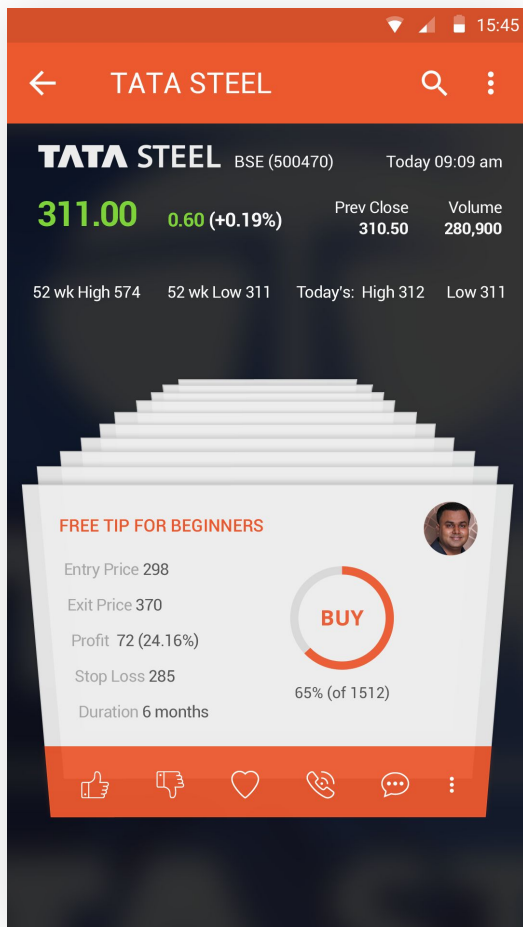 15:45
TATA STEEL
TATA STEEL BSE (500470) Today 09:09 am
311.00 0.60 (+0.19%) Prev Close 310.50 Volume 280,900
52 wk High 574 52 wk Low 311 Today's: High 312 Low 311
FREE TIP FOR BEGINNERS
Entry Price 298
Exit Price 370
Profit 72 (24.16%)
Stop Loss 285
Duration 6 months
BUY
65% (of 1512)